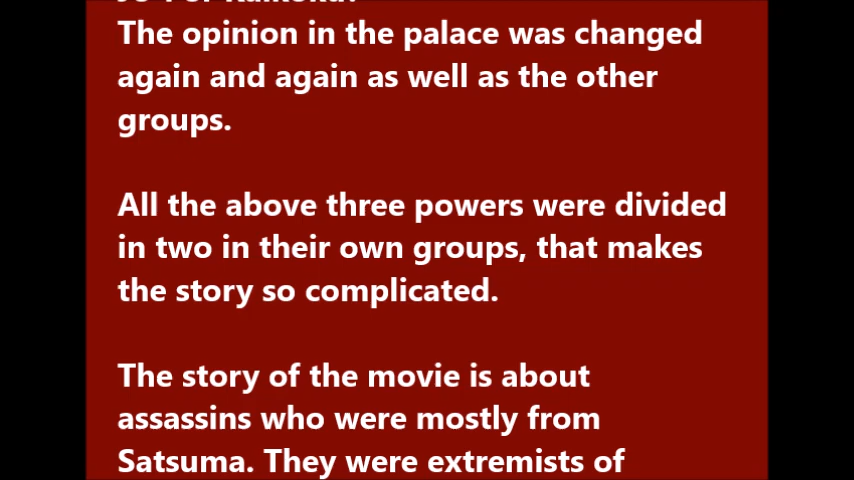 The opinion in the palace was changed
again and again as well as the other
groups.
All the above three powers were divided
in two in their own groups, that makes
the story so complicated.
The story of the movie is about
assassins who were mostly from
Satsuma. They were extremists of